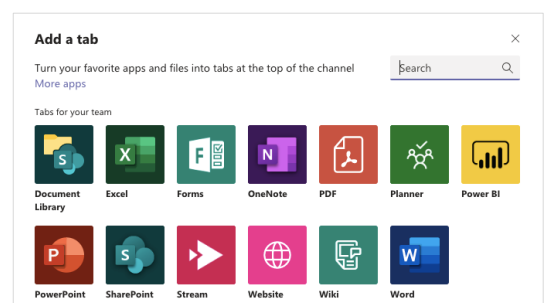 Add a tab
Turn your favorite apps and files into tabs at the top of the channel
Search
More apps
Tabs for your team
S
X
F
N
Document Library
Excel
Forms
OneNote
PDF
Planner
Power BI
P
S
W
PowerPoint
SharePoint
Stream
Website
Wiki
Word